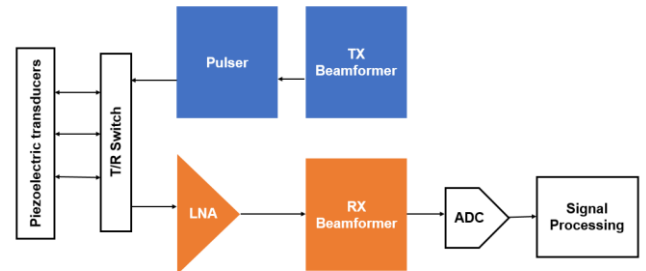 Piezoelectric transducers
T/R Switch
Pulser
TX
Beamformer
LNA
RX
Beamformer
ADC
Signal
Processing